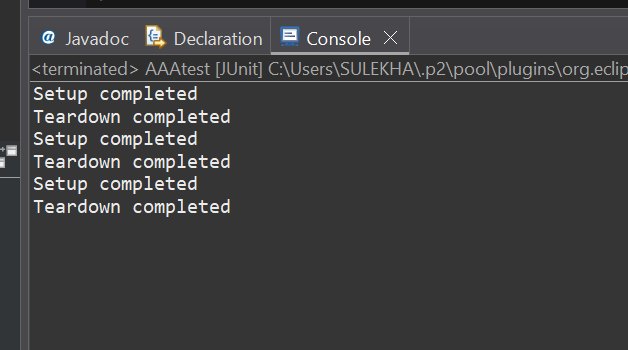 Javadoc Declaration Console
<terminated> AAAtest [JUnit] C:\Users\SULEKHA\.p2\pool\plugins\org.eclip
Setup completed
Teardown completed
Setup completed
Teardown completed
Setup completed
Teardown completed